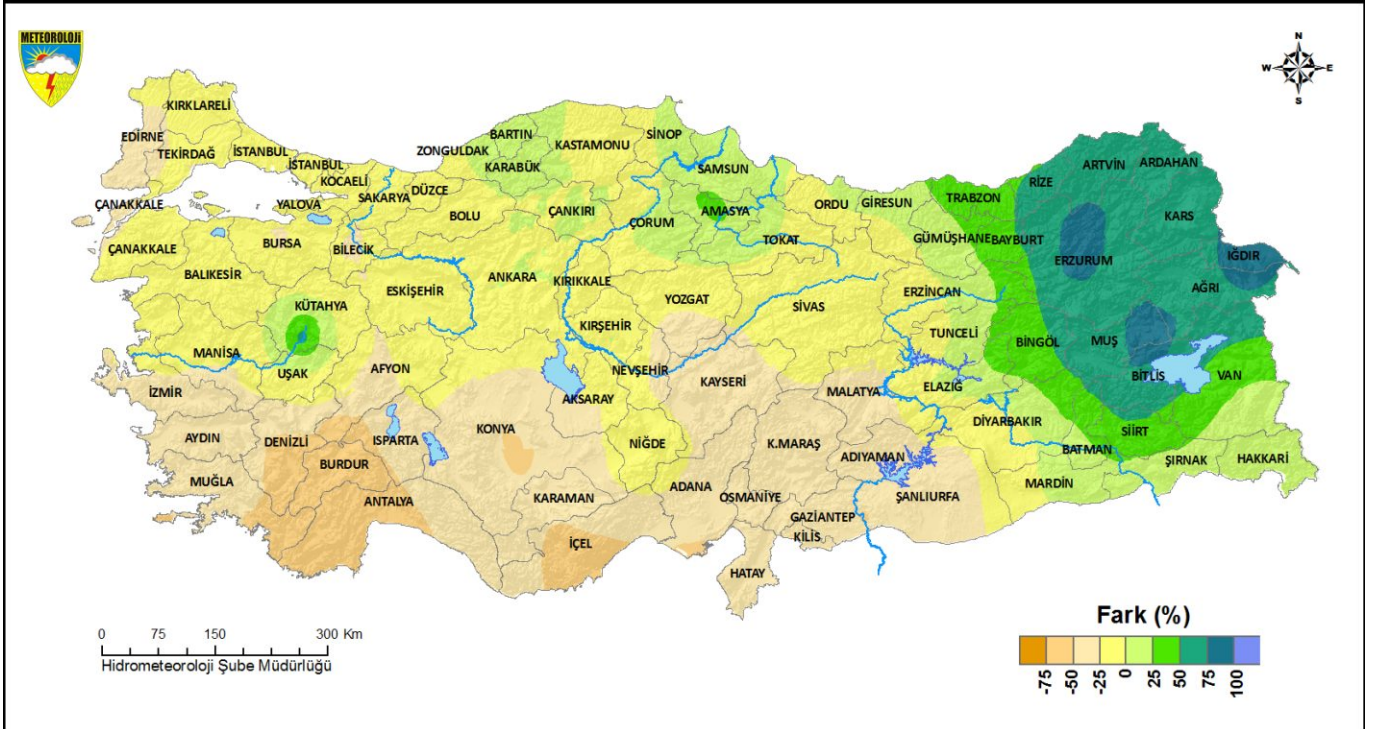 METEOROLOJİ
N
W E
S
KIRKLARELİ
EDİRNE
TEKİRDAĞ
İSTANBUL
İSTANBUL
KOCAELİ
ÇANAKKALE
YALOVA
SAKARYA
DÜZCE
ZONGULDAK
BARTIN
KARABÜK
KASTAMONU
SİNOP
SAMSUN
BOLU
ÇANKIRI
ÇORUM
AMASYA
TOKAT
ORDU
GİRESUN
TRABZON
RİZE
ARTVİN
ARDAHAN
KARS
GÜMÜŞHANE
BAYBURT
ERZURUM
IĞDIR
AĞRI
ÇANAKKALE
BURSA
BİLECİK
BALIKESİR
ESKİŞEHİR
ANKARA
KIRIKKALE
YOZGAT
SİVAS
ERZİNCAN
KÜTAHYA
KIRŞEHİR
TUNCELİ
BİNGÖL
MUŞ
MANİSA
UŞAK
AFYON
NEVŞEHİR
KAYSERİ
MALATYA
ELAZIĞ
BİTLİS
VAN
İZMİR
AKSARAY
AYDIN
DENİZLİ
ISPARTA
KONYA
NİĞDE
K.MARAŞ
ADIYAMAN
DİYARBAKIR
BATMAN
SİİRT
ŞIRNAK
HAKKARİ
MUĞLA
BURDUR
ANTALYA
KARAMAN
ADANA
OSMANİYE
GAZİANTEP
KİLİS
ŞANLIURFA
MARDİN
İÇEL
HATAY
0 75 150 300 Km
Hidrometeoroloji Şube Müdürlüğü
Fark (%)
-75 -50 -25 0 25 50 75 100